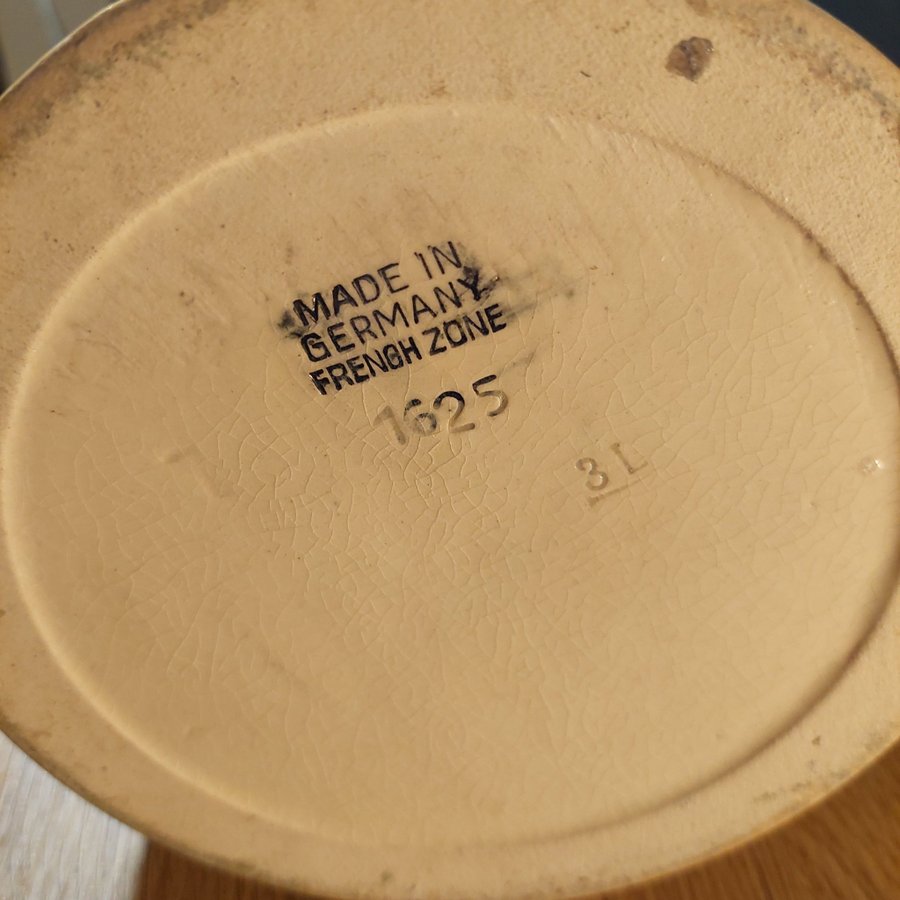 MADE IN
GERMANY
FRENCH ZONE
1625
3 L